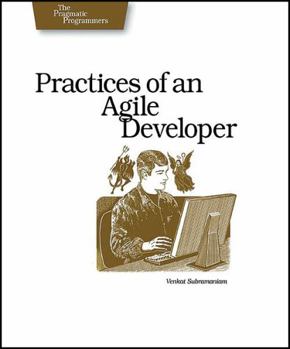 The
Pragmatic
Programmers
Practices of an
Agile
Developer
Venkat Subramaniam